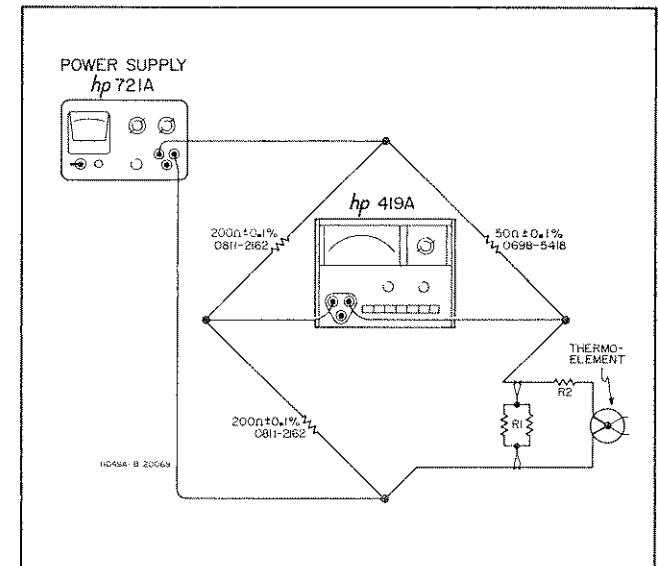 POWER SUPPLY
hp 721A
hp 419A
200Ω±0.1%
0811-2162
50Ω±0.1%
0698-5418
THERMO-
ELEMENT
R2
R1
200Ω±0.1%
0811-2162
11049A-B 20069